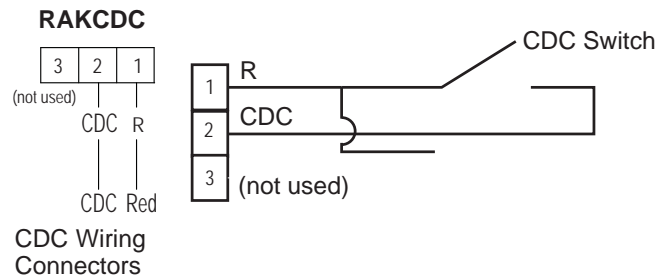 RAKCDC
3 2 1
(not used)
CDC R
CDC Red
CDC Wiring
Connectors
1 R
2 CDC
3 (not used)
CDC Switch